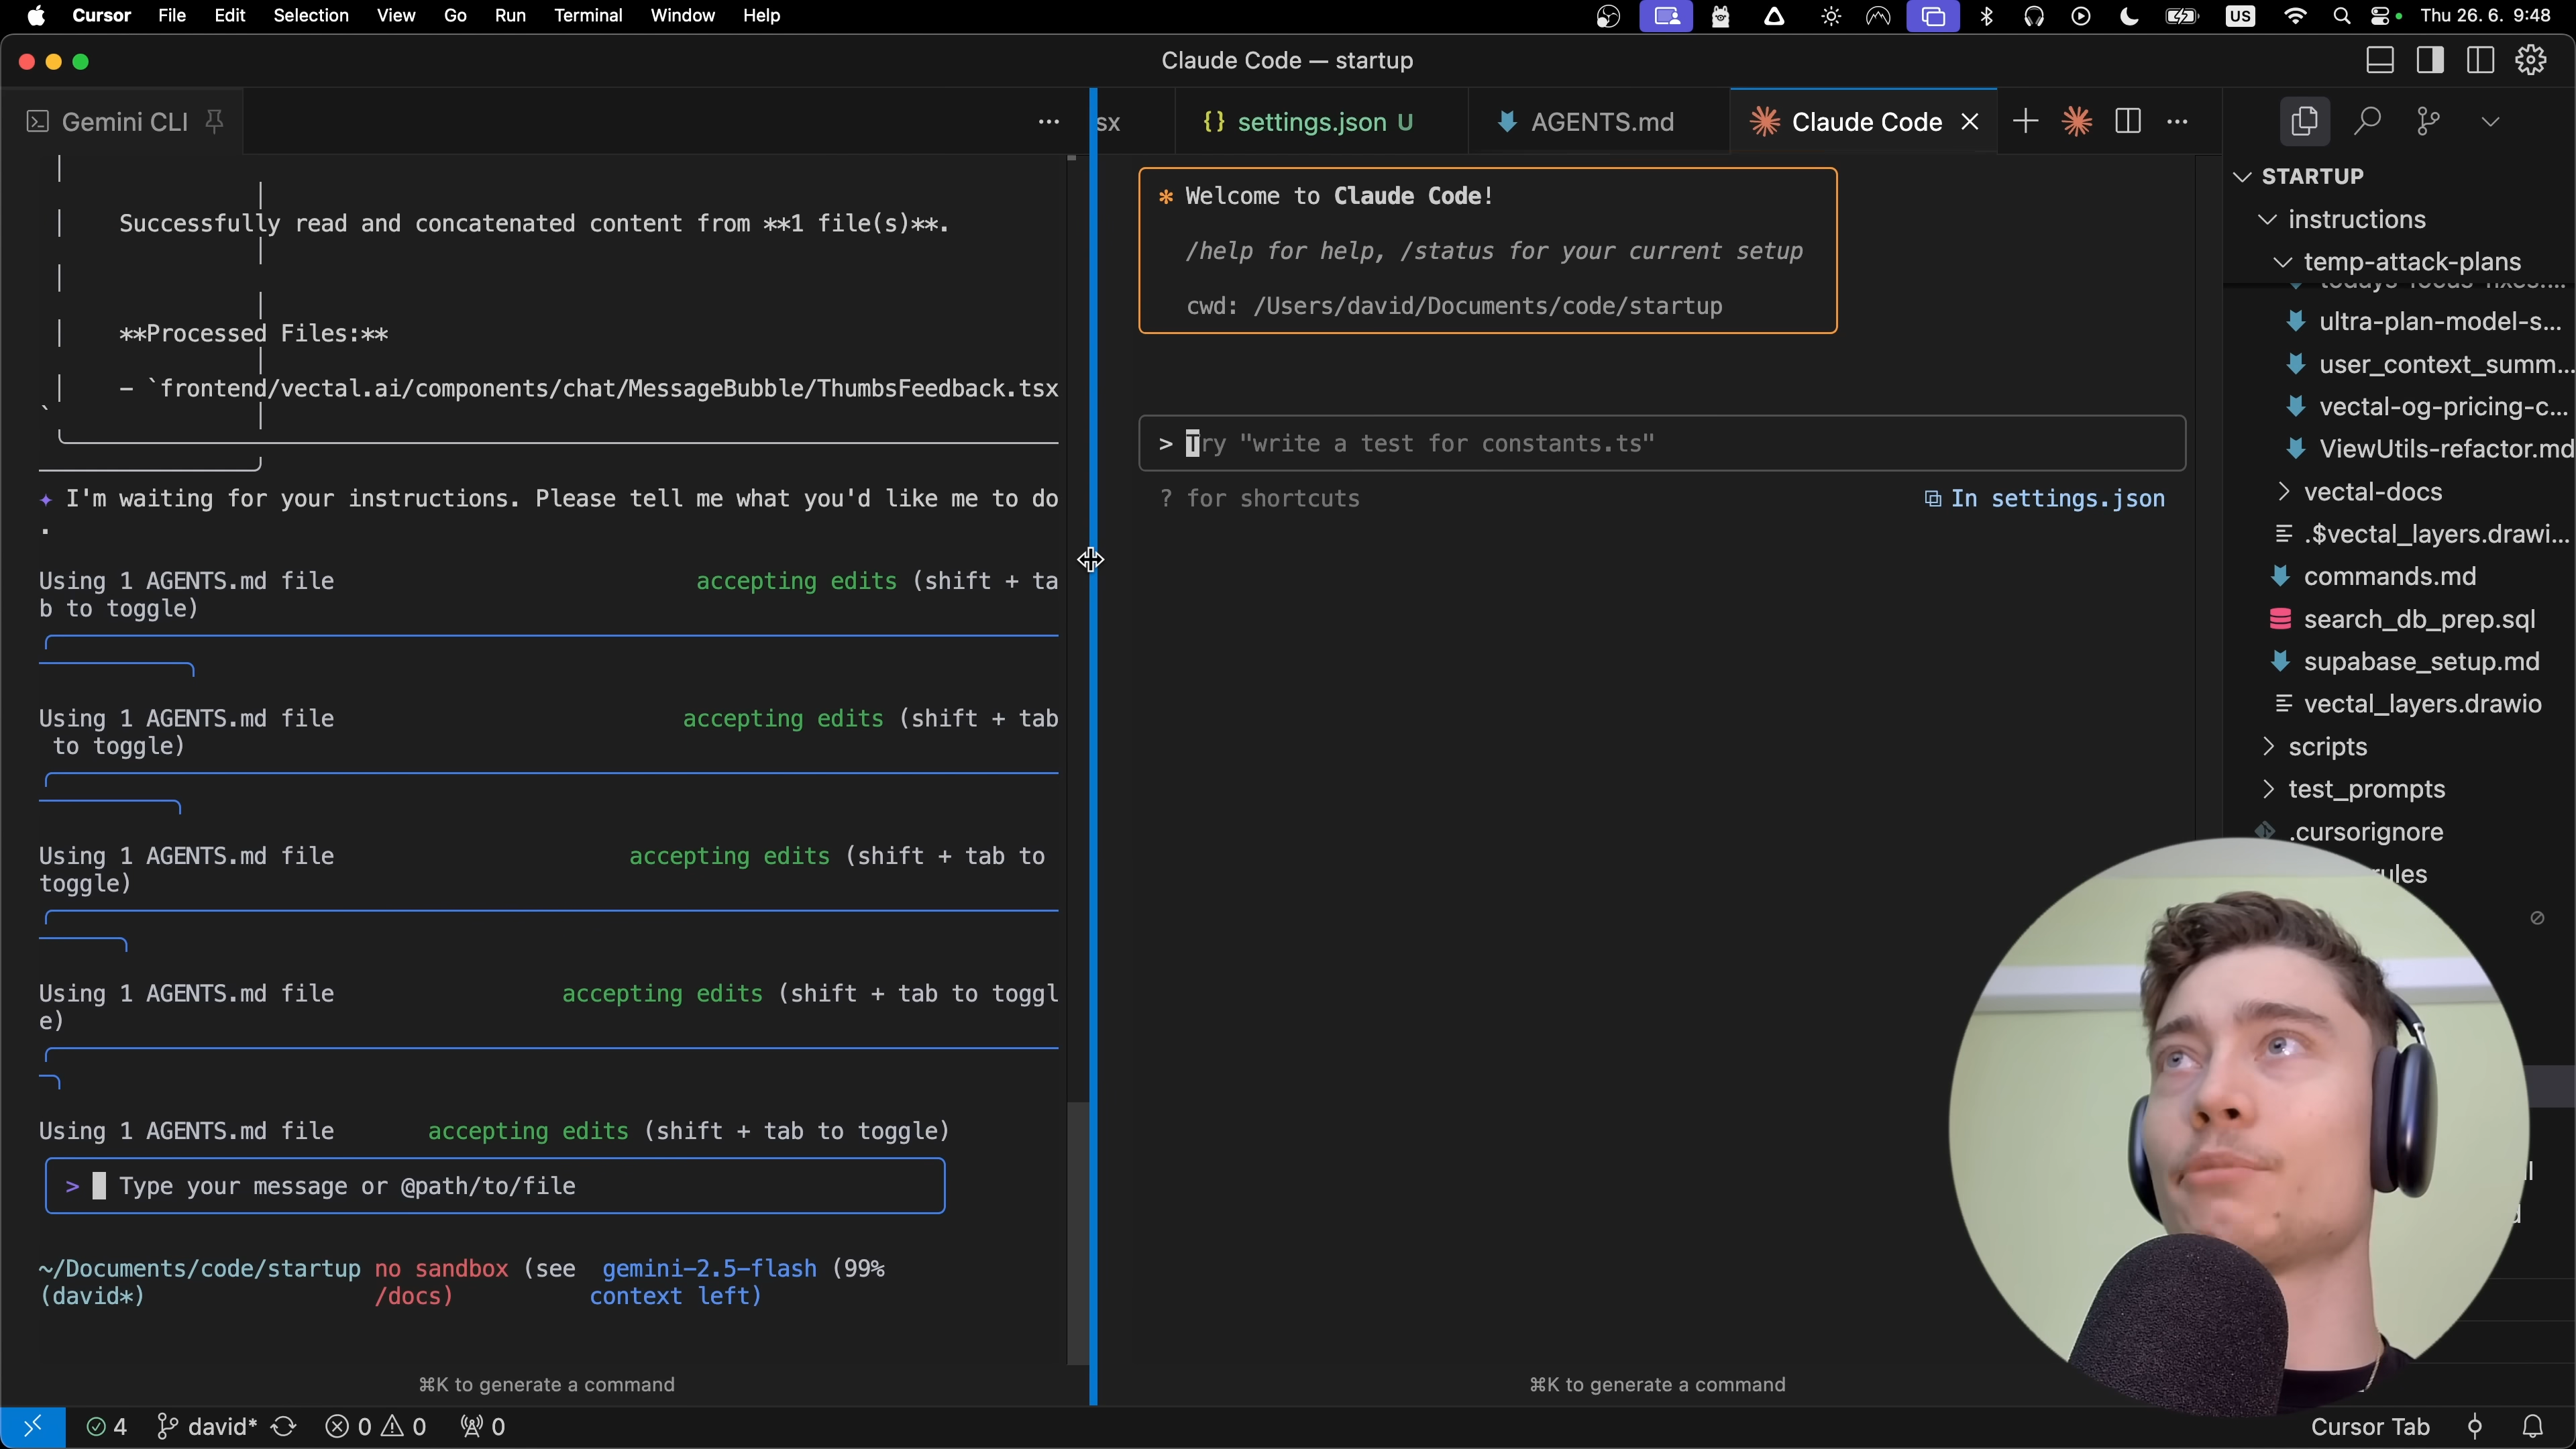 Cursor File Edit Selection View Go Run Terminal Window Help US Thu 26. 6. 9:48
Claude Code — startup
Gemini CLI
Successfully read and concatenated content from **1 file(s)**.
**Processed Files:**
- `frontend/vectal.ai/components/chat/MessageBubble/ThumbsFeedback.tsx
`
✦ I'm waiting for your instructions. Please tell me what you'd like me to do
.
Using 1 AGENTS.md file accepting edits (shift + ta
b to toggle)
Using 1 AGENTS.md file accepting edits (shift + tab
to toggle)
Using 1 AGENTS.md file accepting edits (shift + tab to
toggle)
Using 1 AGENTS.md file accepting edits (shift + tab to toggl
e)
Using 1 AGENTS.md file accepting edits (shift + tab to toggle)
> Type your message or @path/to/file
~/Documents/code/startup no sandbox (see gemini-2.5-flash (99%
(david*) /docs) context left)
⌘K to generate a command
sx {} settings.json U AGENTS.md Claude Code
✻ Welcome to Claude Code!
/help for help, /status for your current setup
cwd: /Users/david/Documents/code/startup
> Try "write a test for constants.ts"
? for shortcuts In settings.json
⌘K to generate a command
STARTUP
instructions
temp-attack-plans
ultra-plan-model-s...
user_context_summ...
vectal-og-pricing-c...
ViewUtils-refactor.md
vectal-docs
.$vectal_layers.drawi...
commands.md
search_db_prep.sql
supabase_setup.md
vectal_layers.drawio
scripts
test_prompts
.cursorignore
rules
4 david* 0 0 0 Cursor Tab